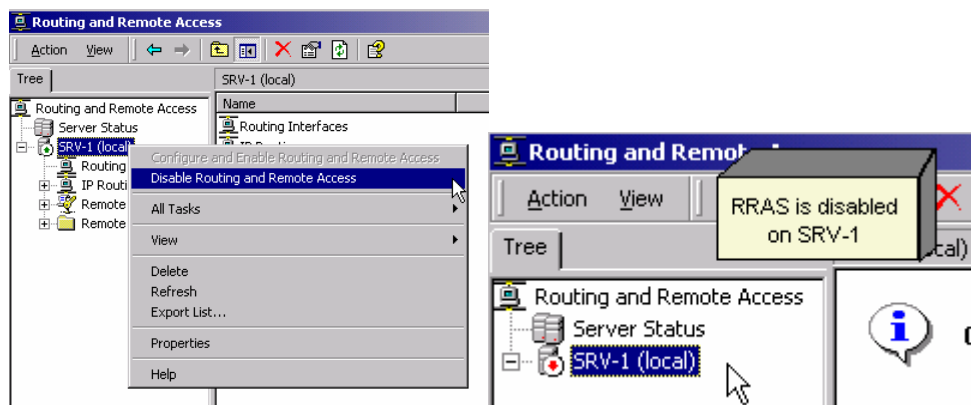 Routing and Remote Access
Action View
Tree
SRV-1 (local)
Routing and Remote Access
Server Status
SRV-1 (local)
Routing
IP Routi
Remote
Remote
Name
Routing Interfaces
Configure and Enable Routing and Remote Access
Disable Routing and Remote Access
All Tasks
View
Delete
Refresh
Export List...
Properties
Help
Routing and Remot
Action View
RRAS is disabled
on SRV-1
Tree
cal)
Routing and Remote Access
Server Status
SRV-1 (local)